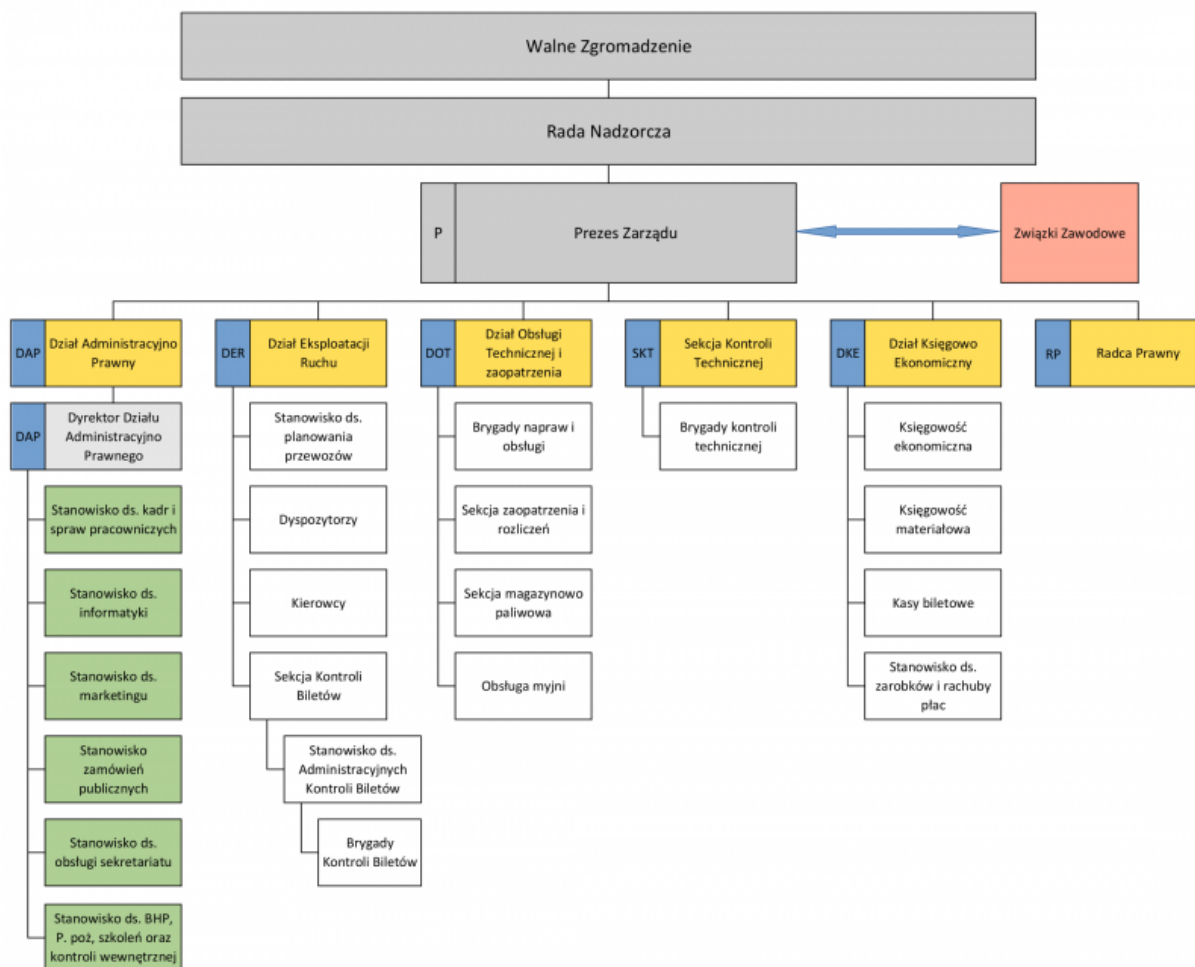 Walne Zgromadzenie
Rada Nadzorcza
P
Prezes Zarządu
Związki Zawodowe
DAP
Dział Administracyjno
Prawny
DER
Dział Eksploatacji
Ruchu
DOT
Dział Obsługi
Technicznej i
zaopatrzenia
SKT
Sekcja Kontroli
Technicznej
DKE
Dział Księgowo
Ekonomiczny
RP
Radca Prawny
DAP
Dyrektor Działu
Administracyjno
Prawnego
Stanowisko ds. kadr i
spraw pracowniczych
Stanowisko ds.
informatyki
Stanowisko ds.
marketingu
Stanowisko
zamówień
publicznych
Stanowisko ds.
obsługi sekretariatu
Stanowisko ds. BHP,
P. poż, szkoleń oraz
kontroli wewnętrznej
Stanowisko ds.
planowania
przewozów
Dyspozytorzy
Kierowcy
Sekcja Kontroli
Biletów
Stanowisko ds.
Administracyjnych
Kontroli Biletów
Brygady
Kontroli Biletów
Brygady napraw i
obsługi
Sekcja zaopatrzenia i
rozliczeń
Sekcja magazynowo
paliwowa
Obsługa myjni
Brygady kontroli
technicznej
Księgowość
ekonomiczna
Księgowość
materiałowa
Kasy biletowe
Stanowisko ds.
zarobków i rachuby
płac